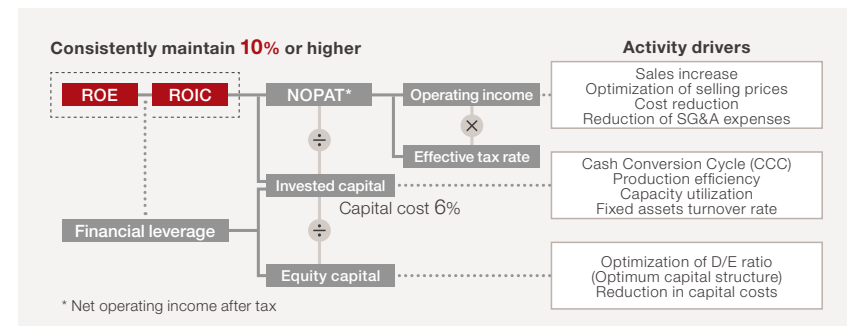 Consistently maintain 10% or higher
Activity drivers
ROE
ROIC
NOPAT*
Operating income
Sales increase
Optimization of selling prices
Cost reduction
Reduction of SG&A expenses
×
÷
Effective tax rate
Invested capital
Cash Conversion Cycle (CCC)
Production efficiency
Capacity utilization
Fixed assets turnover rate
Capital cost 6%
Financial leverage
÷
Equity capital
Optimization of D/E ratio
(Optimum capital structure)
Reduction in capital costs
* Net operating income after tax